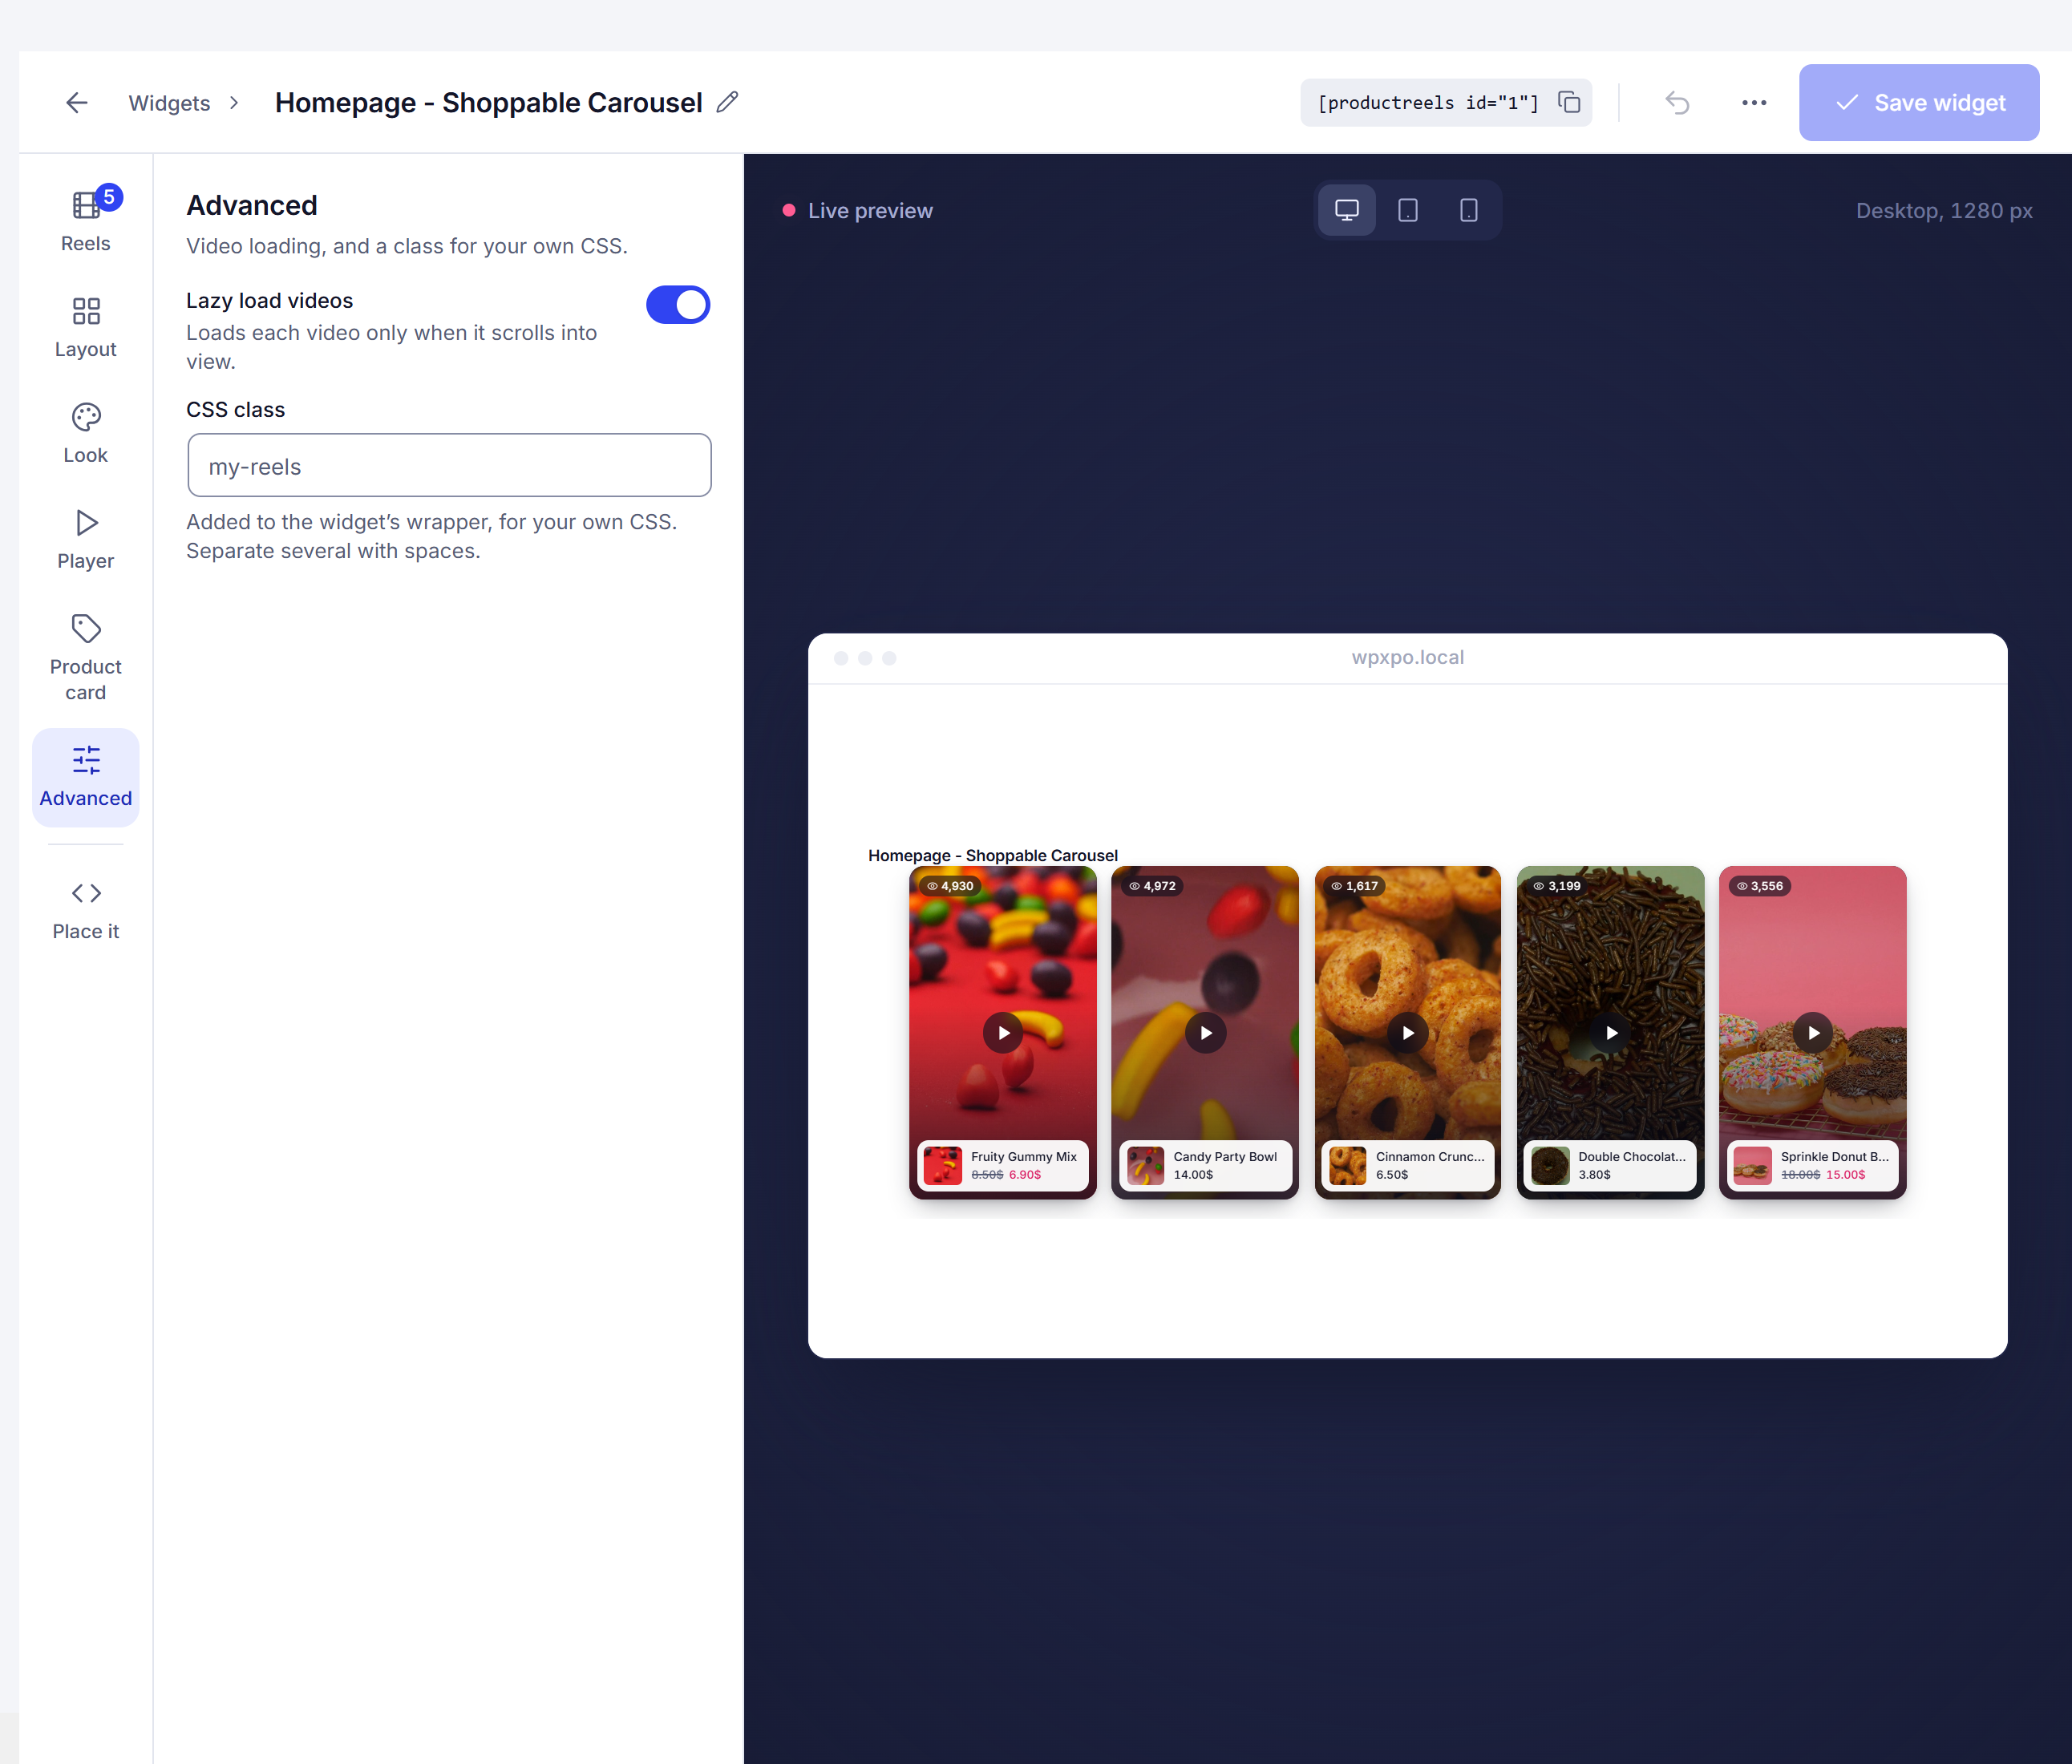 Widgets
Homepage - Shoppable Carousel
[productreels id="1"]
Save widget
5
Reels
Layout
Look
Player
Product
card
Advanced
Place it
Advanced
Video loading, and a class for your own CSS.
Lazy load videos
Loads each video only when it scrolls into
view.
CSS class
my-reels
Added to the widget’s wrapper, for your own CSS.
Separate several with spaces.
Live preview
Desktop, 1280 px
wpxpo.local
Homepage - Shoppable Carousel
4,930
4,972
1,617
3,199
3,556
Fruity Gummy Mix
8.50$ 6.90$
Candy Party Bowl
14.00$
Cinnamon Crunc...
6.50$
Double Chocolat...
3.80$
Sprinkle Donut B...
18.00$ 15.00$